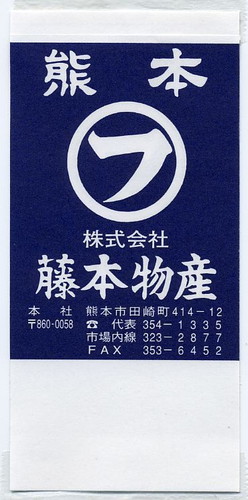 熊本
フ
株式会社
藤本物産
本社 熊本市田崎町414-12
〒860-0058 ☎ 代表 354-1335
市場内線 323-2877
FAX 353-6452